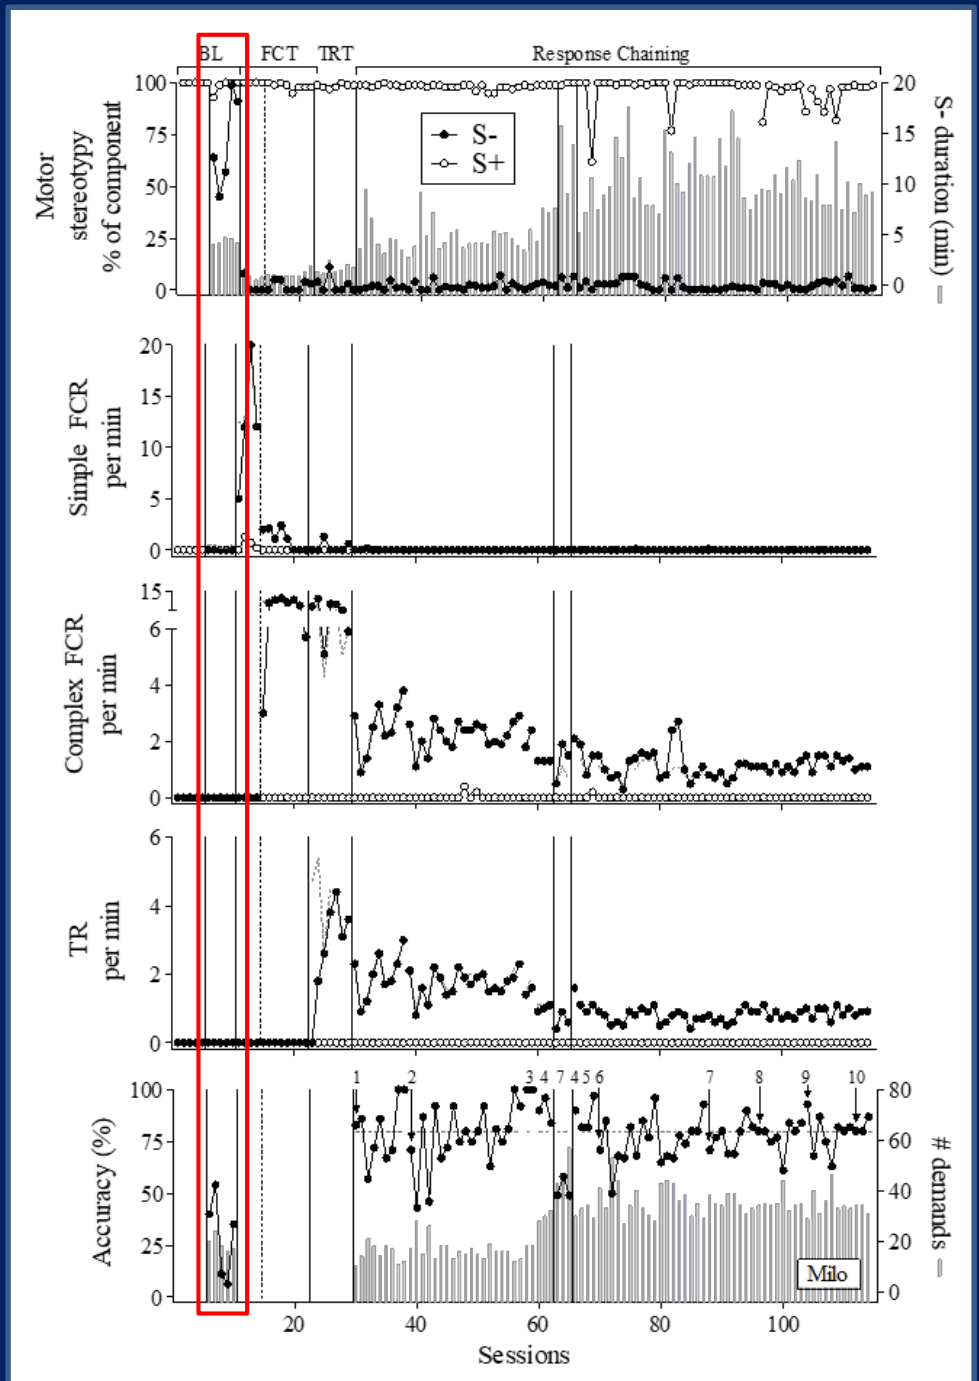 BL FCT TRT Response Chaining
100
75
50
25
0
Motor
stereotypy
% of component
S-
S+
20
15
10
5
0
S- duration (min)
20
15
10
5
0
Simple FCR
per min
15
6
4
2
0
Complex FCR
per min
6
4
2
0
TR
per min
1 2 3 4 7 4 5 6 7 8 9 10
100
75
50
25
0
Accuracy (%)
80
60
40
20
0
# demands
Milo
20 40 60 80 100
Sessions